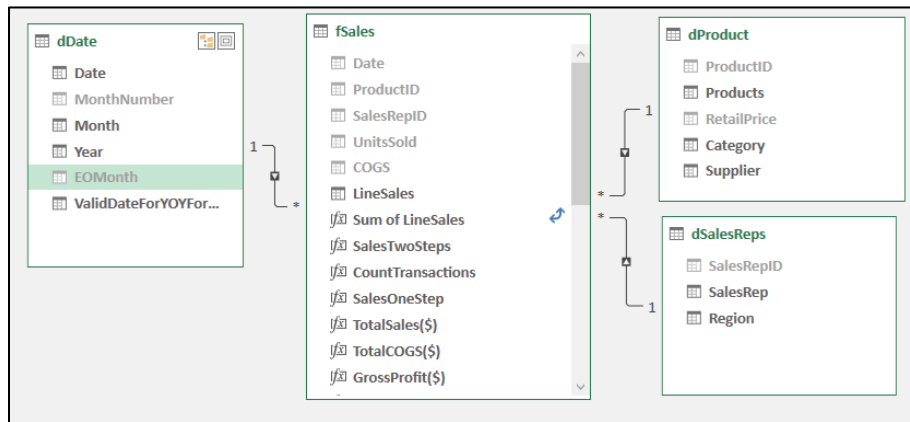 dDate
Date
MonthNumber
Month
Year
EOMonth
ValidDateForYOYFor...
1
*
fSales
Date
ProductID
SalesRepID
UnitsSold
COGS
LineSales
Sum of LineSales
SalesTwoSteps
CountTransactions
SalesOneStep
TotalSales($)
TotalCOGS($)
GrossProfit($)
1
*
*
1
dProduct
ProductID
Products
RetailPrice
Category
Supplier
dSalesReps
SalesRepID
SalesRep
Region